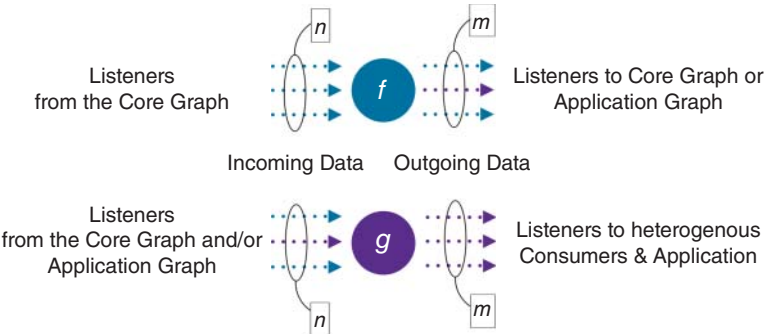 n
m
Listeners
from the Core Graph
f
Listeners to Core Graph or
Application Graph
Incoming Data
Outgoing Data
Listeners
from the Core Graph and/or
Application Graph
g
Listeners to heterogenous
Consumers & Application
n
m